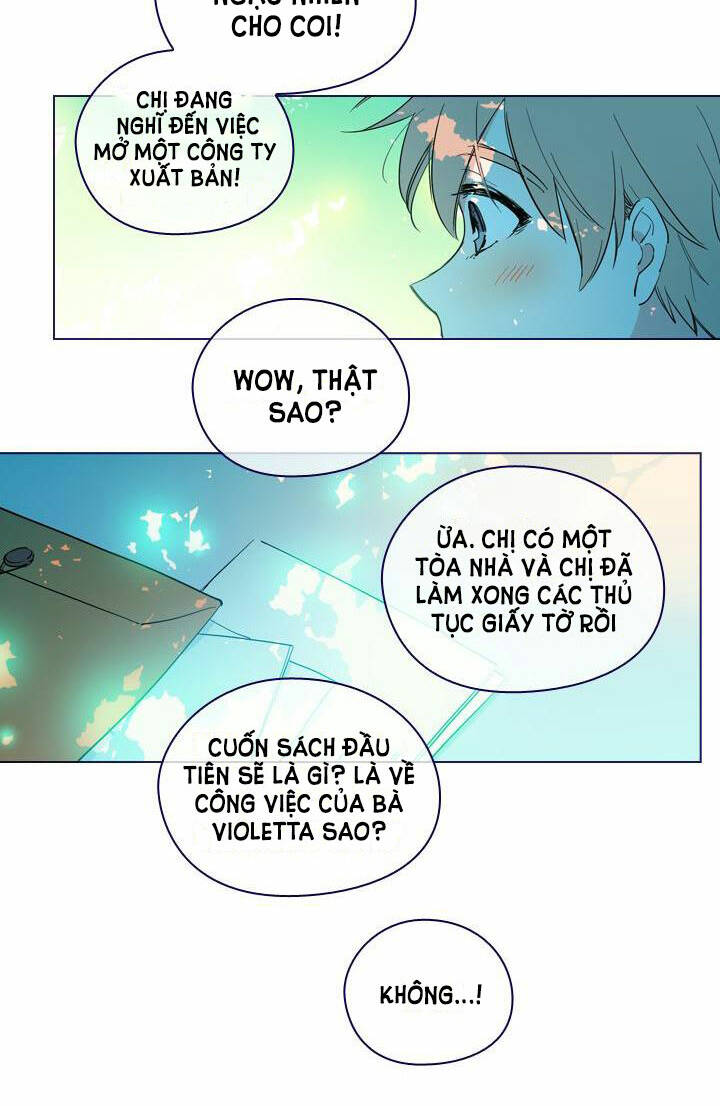 CHO COI!
CHỊ ĐANG
NGHĨ ĐẾN VIỆC
MỞ MỘT CÔNG TY
XUẤT BẢN!
WOW, THẬT
SAO?
ỪA. CHỊ CÓ MỘT
TÒA NHÀ VÀ CHỊ ĐÃ
LÀM XONG CÁC THỦ
TỤC GIẤY TỜ RỒI
CUỐN SÁCH ĐẦU
TIÊN SẼ LÀ GÌ? LÀ VỀ
CÔNG VIỆC CỦA BÀ
VIOLETTA SAO?
KHÔNG...!